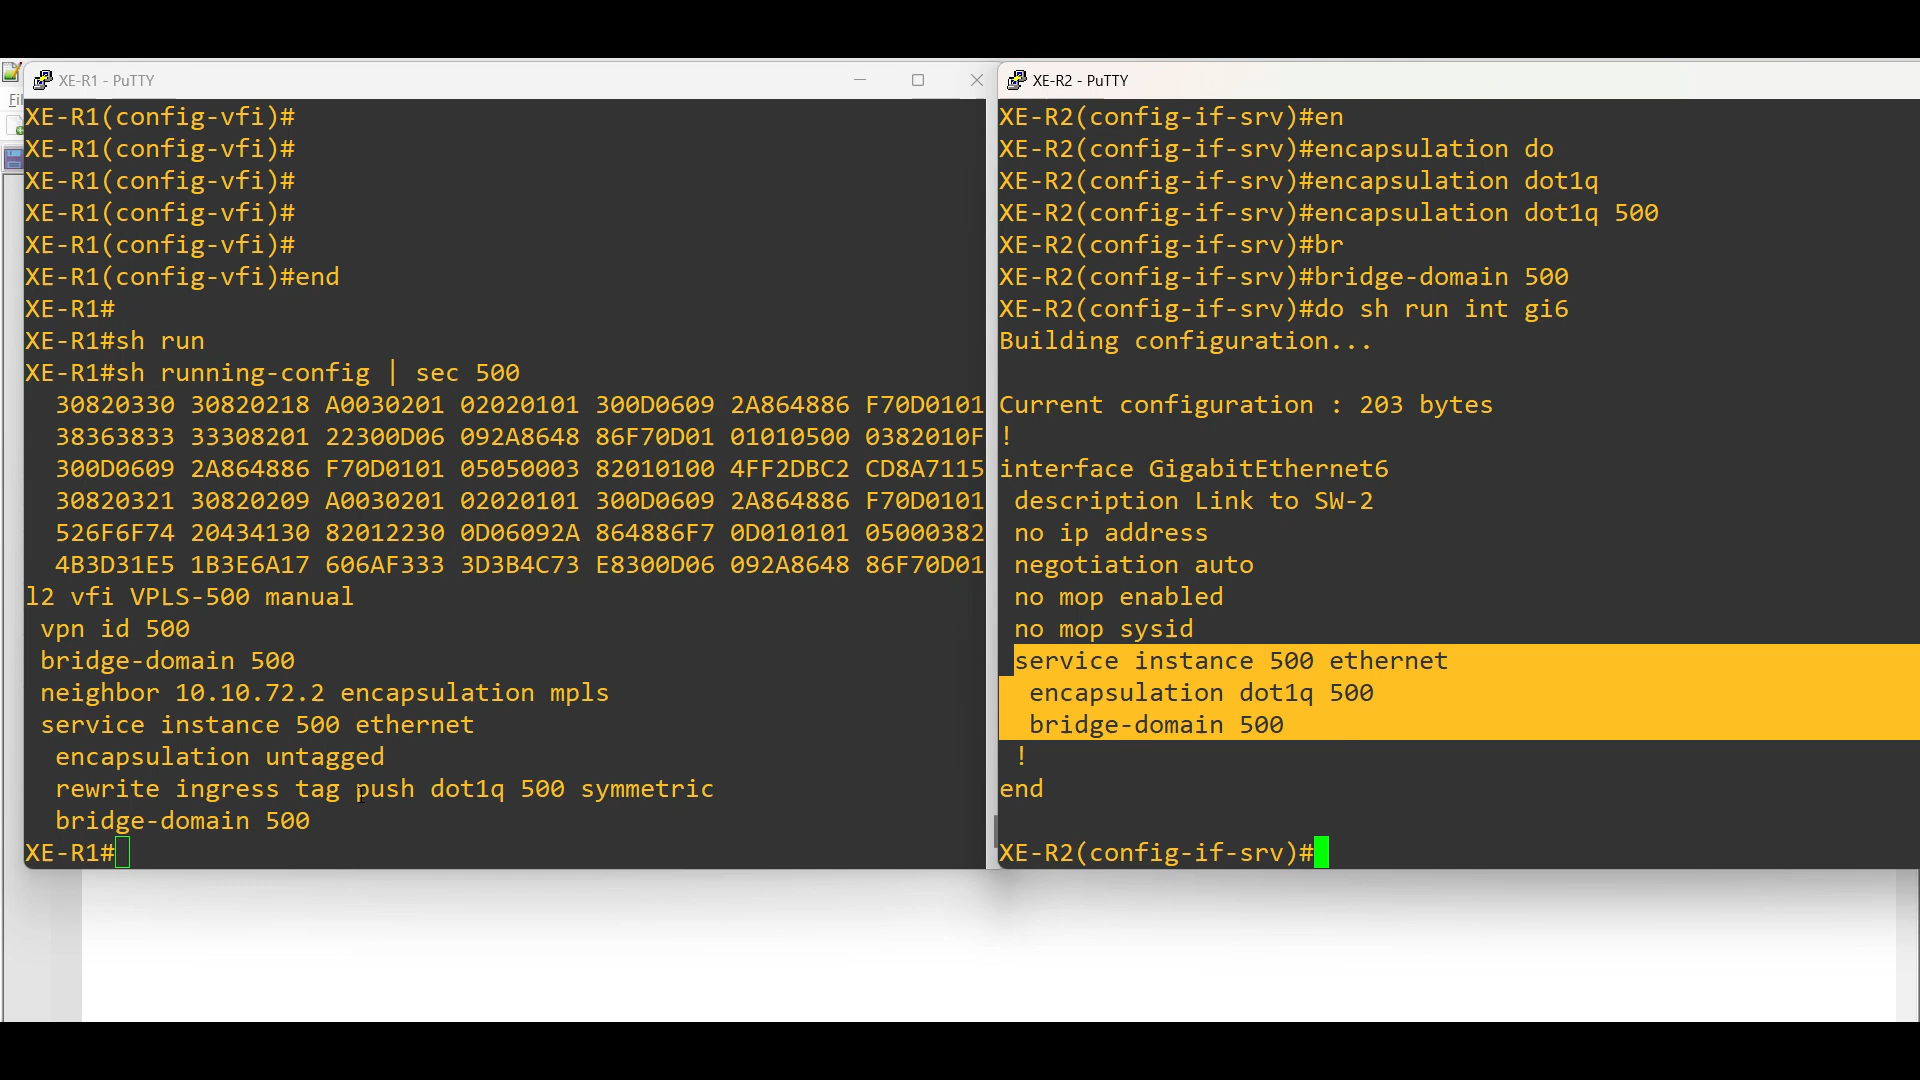 XE-R1 - PuTTY
XE-R1(config-vfi)#
XE-R1(config-vfi)#
XE-R1(config-vfi)#
XE-R1(config-vfi)#
XE-R1(config-vfi)#
XE-R1(config-vfi)#end
XE-R1#
XE-R1#sh run
XE-R1#sh running-config | sec 500
30820330 30820218 A0030201 02020101 300D0609 2A864886 F70D0101
38363833 33308201 22300D06 092A8648 86F70D01 01010500 0382010F
300D0609 2A864886 F70D0101 05050003 82010100 4FF2DBC2 CD8A7115
30820321 30820209 A0030201 02020101 300D0609 2A864886 F70D0101
526F6F74 20434130 82012230 0D06092A 864886F7 0D010101 05000382
4B3D31E5 1B3E6A17 606AF333 3D3B4C73 E8300D06 092A8648 86F70D01
l2 vfi VPLS-500 manual
vpn id 500
bridge-domain 500
neighbor 10.10.72.2 encapsulation mpls
service instance 500 ethernet
encapsulation untagged
rewrite ingress tag push dot1q 500 symmetric
bridge-domain 500
XE-R1#
XE-R2 - PuTTY
XE-R2(config-if-srv)#en
XE-R2(config-if-srv)#encapsulation do
XE-R2(config-if-srv)#encapsulation dot1q
XE-R2(config-if-srv)#encapsulation dot1q 500
XE-R2(config-if-srv)#br
XE-R2(config-if-srv)#bridge-domain 500
XE-R2(config-if-srv)#do sh run int gi6
Building configuration...
Current configuration : 203 bytes
!
interface GigabitEthernet6
description Link to SW-2
no ip address
negotiation auto
no mop enabled
no mop sysid
service instance 500 ethernet
encapsulation dot1q 500
bridge-domain 500
!
end
XE-R2(config-if-srv)#